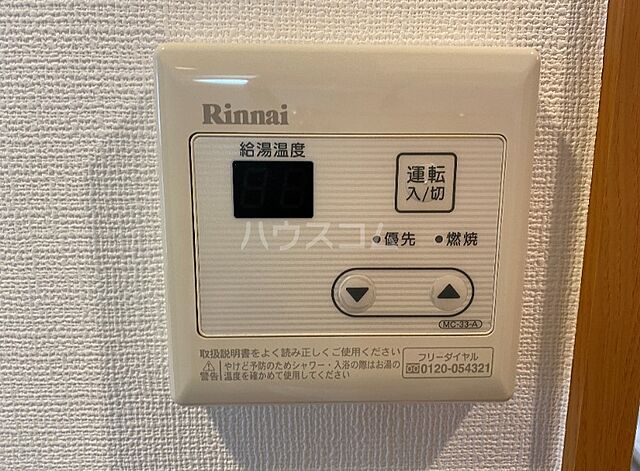 Rinnai
給湯温度
運転
入/切
ハウスコム
優先 燃焼
▼ ▲
MC-33-A
取扱説明書をよく読み正しくご使用ください
警告 やけど予防のためシャワー・入浴の際はお湯の
温度を確かめて使用してください
フリーダイヤル
0120-054321